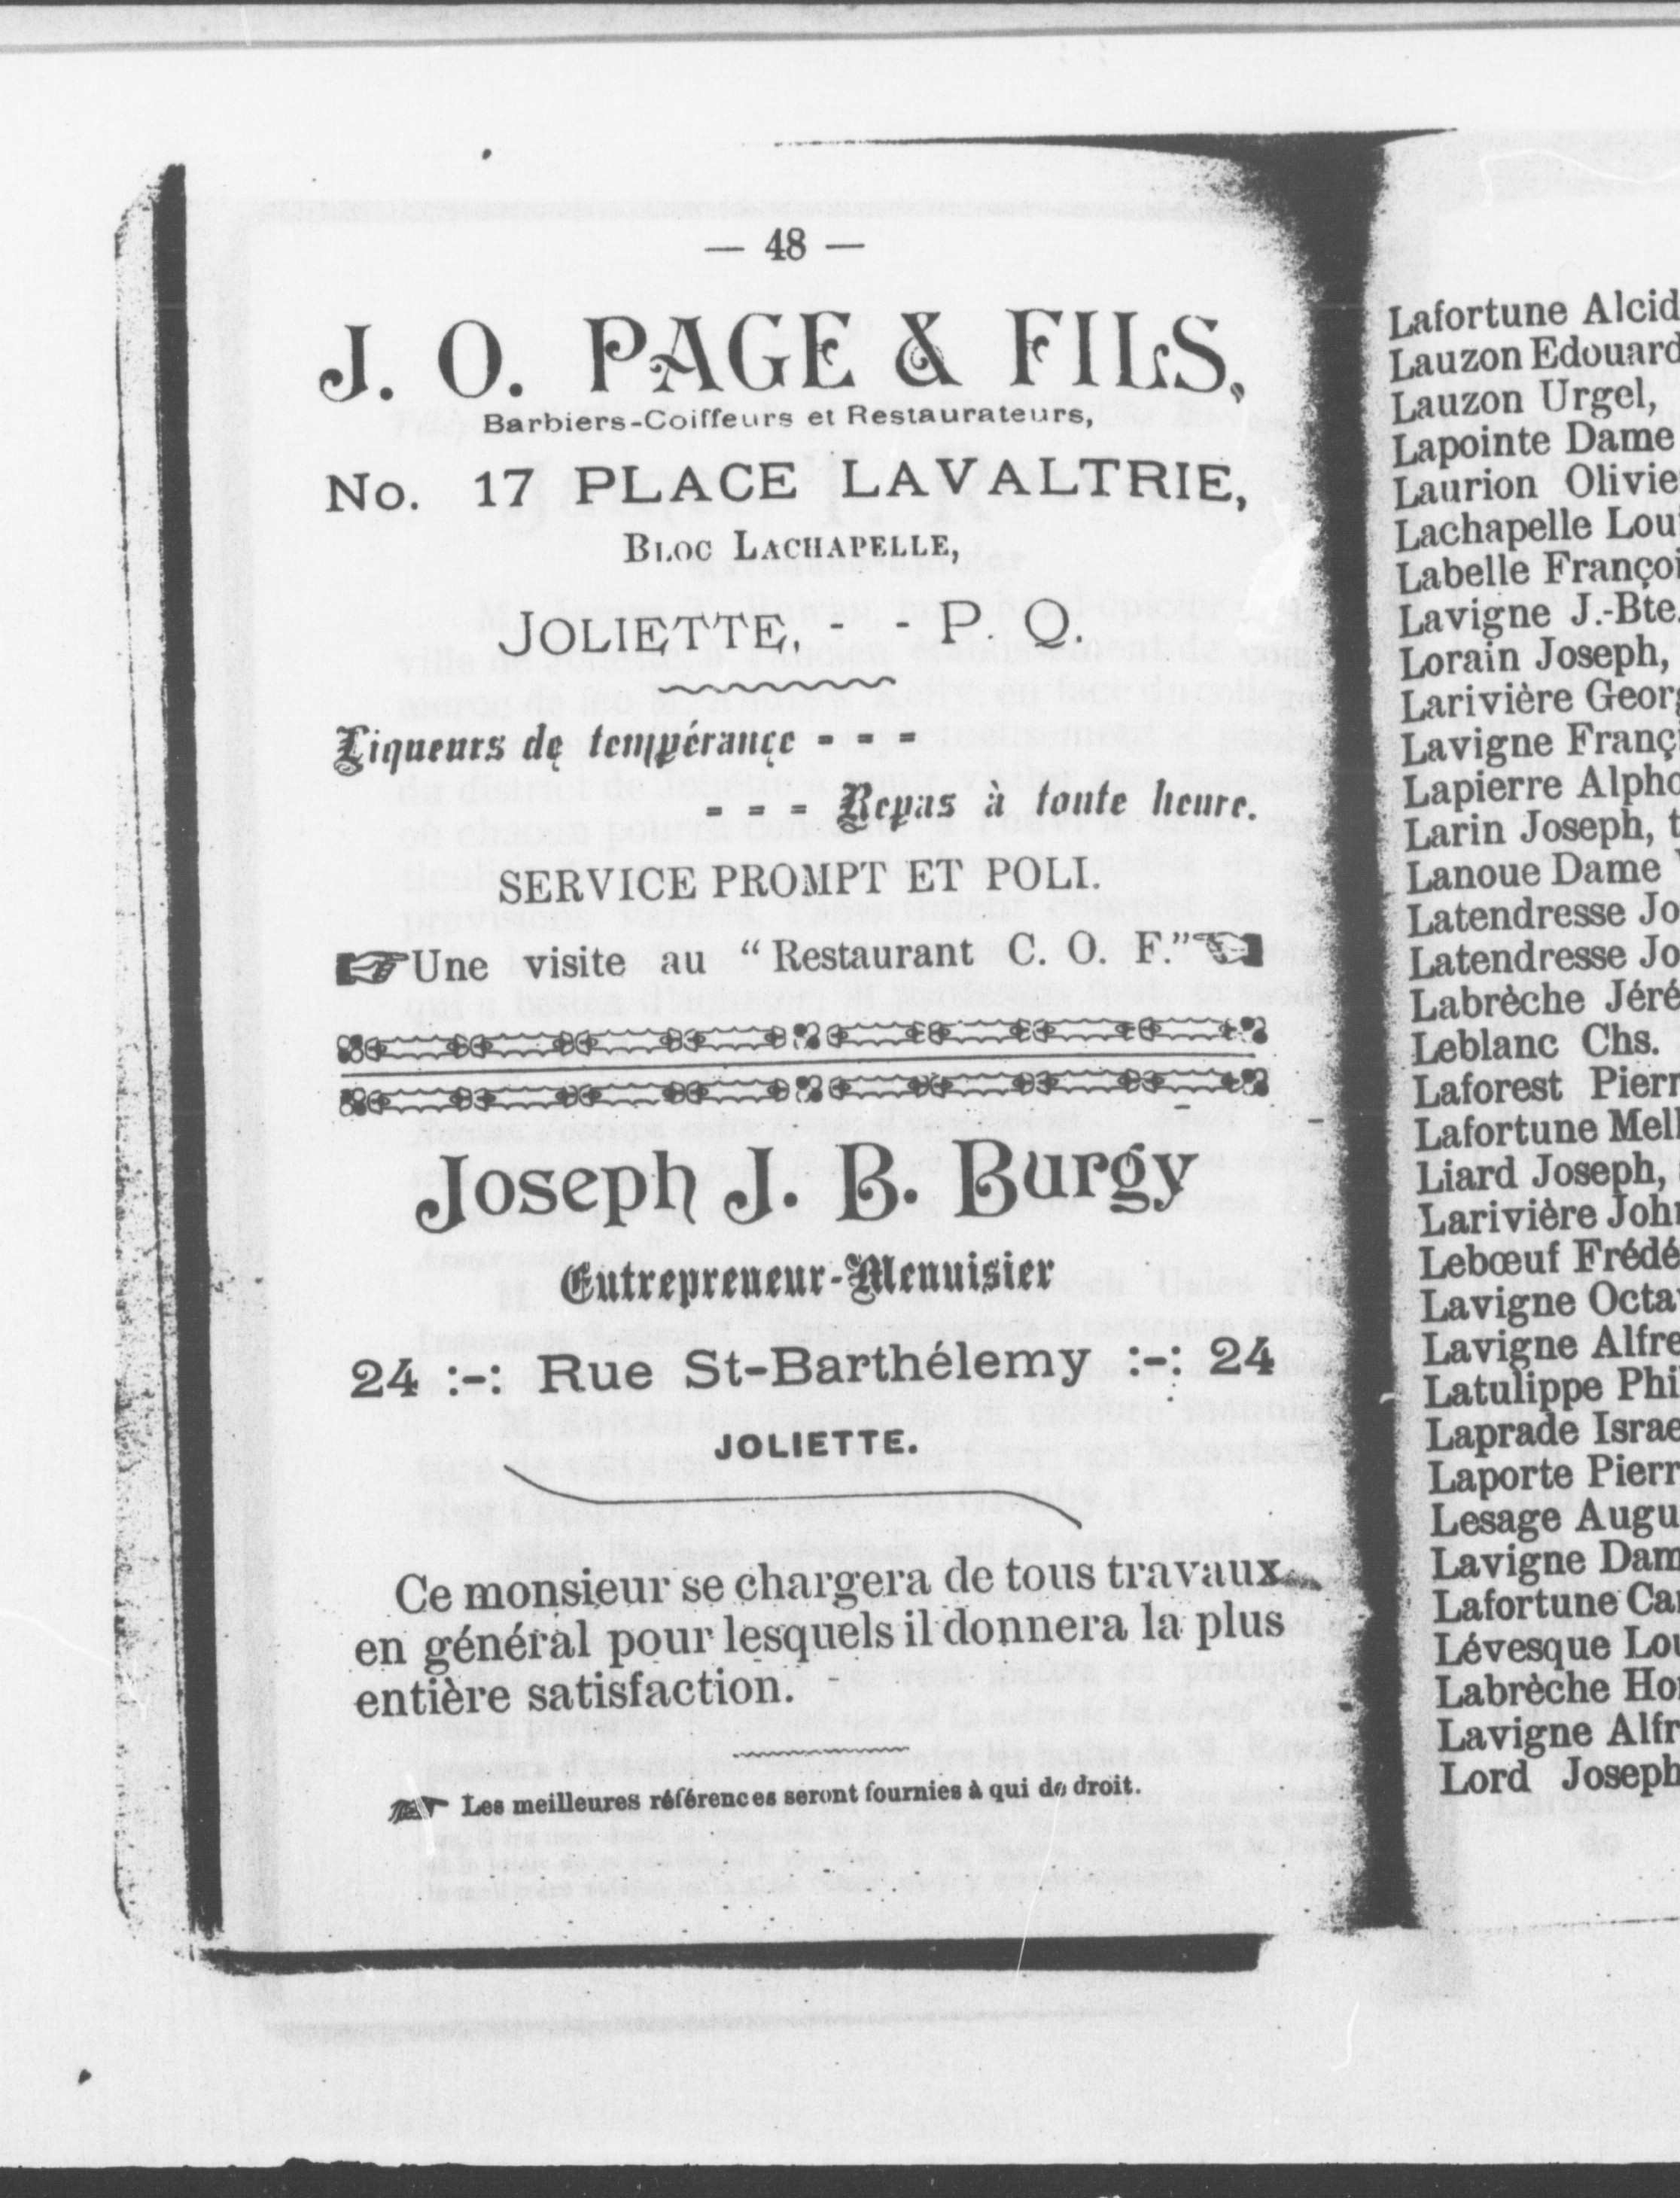 — 48 —
J. O. PAGE & FILS,
Barbiers-Coiffeurs et Restaurateurs,
No. 17 PLACE LAVALTRIE,
BLOC LACHAPELLE,
JOLIETTE, - - P. Q.
Liqueurs de tempérance - - -
- - - Repas à toute heure.
SERVICE PROMPT ET POLI.
Une visite au "Restaurant C. O. F."
Joseph J. B. Burgy
Entrepreneur-Menuisier
24 :-: Rue St-Barthélemy :-: 24
JOLIETTE.
Ce monsieur se chargera de tous travaux
en général pour lesquels il donnera la plus
entière satisfaction.
Les meilleures références seront fournies à qui de droit.
Lafortune Alcid
Lauzon Edouard
Lauzon Urgel,
Lapointe Dame
Laurion Olivie
Lachapelle Loui
Labelle Françoi
Lavigne J.-Bte.
Lorain Joseph,
Larivière Georg
Lavigne Franç
Lapierre Alpho
Larin Joseph, t
Lanoue Dame
Latendresse Jo
Latendresse Jo
Labrèche Jéré
Leblanc Chs.
Laforest Pierr
Lafortune Mell
Liard Joseph,
Larivière John
Lebœuf Frédé
Lavigne Octav
Lavigne Alfre
Latulippe Phi
Laprade Israe
Laporte Pierr
Lesage Augu
Lavigne Dam
Lafortune Ca
Lévesque Lou
Labrèche Ho
Lavigne Alfr
Lord Joseph